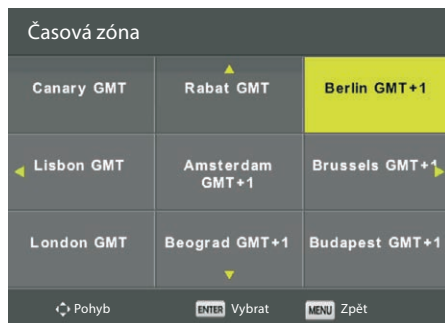 Časová zóna
Canary GMT
Rabat GMT
Berlin GMT+1
Lisbon GMT
Amsterdam
GMT+1
Brussels GMT+1
London GMT
Beograd GMT+1
Budapest GMT+1
Pohyb
ENTER Vybrat
MENU Zpět